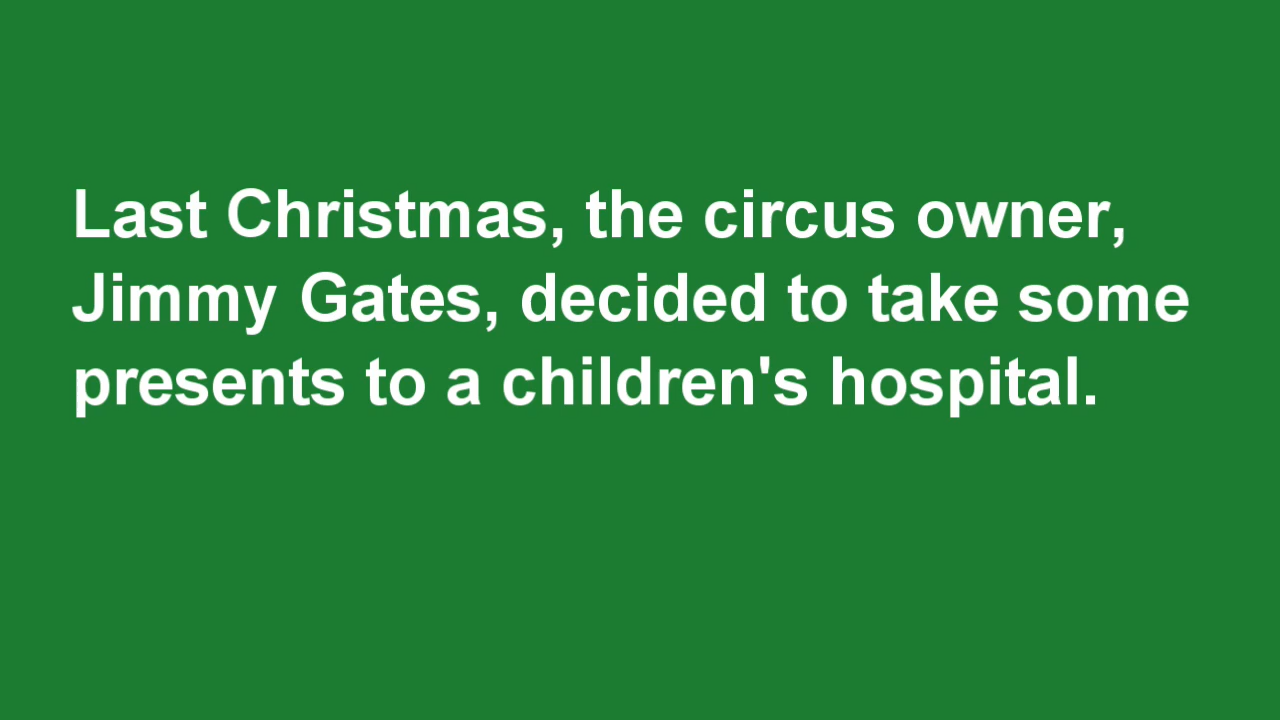 Last Christmas, the circus owner,
Jimmy Gates, decided to take some
presents to a children's hospital.